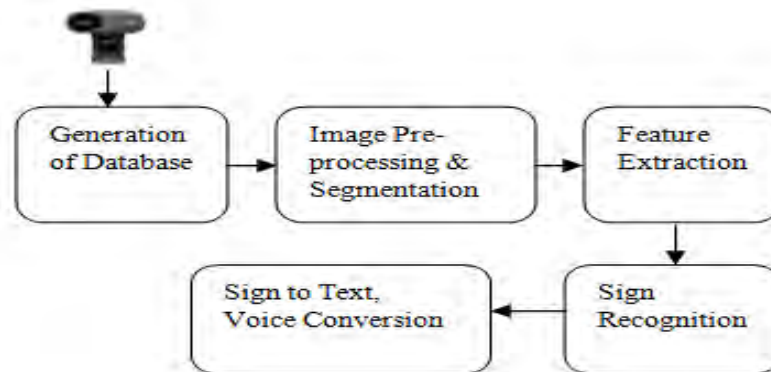 Generation
of Database
Image Pre-
processing &
Segmentation
Feature
Extraction
Sign
Recognition
Sign to Text,
Voice Conversion